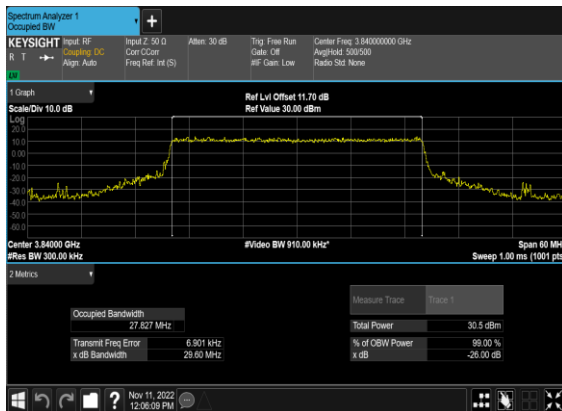 Spectrum Analyzer 1
Occupied BW
KEYSIGHT
R T
Input: RF
Coupling: DC
Align: Auto
Input Z: 50 Ω
Corr CCorr
Freq Ref: Int (S)
Atten: 30 dB
Trig: Free Run
Gate: Off
#IF Gain: Low
Center Freq: 3.840000000 GHz
Avg|Hold: 500/500
Radio Std: None
1 Graph
Scale/Div 10.0 dB
Ref Lvl Offset 11.70 dB
Ref Value 30.00 dBm
Log
20.0
10.0
0.00
-10.0
-20.0
-30.0
-40.0
-50.0
-60.0
Center 3.84000 GHz
#Res BW 300.00 kHz
#Video BW 910.00 kHz*
Span 60 MH
Sweep 1.00 ms (1001 pts
2 Metrics
Measure Trace Trace 1
Occupied Bandwidth
27.827 MHz
Total Power 30.5 dBm
Transmit Freq Error 6.901 kHz
% of OBW Power 99.00 %
x dB Bandwidth 29.60 MHz
x dB -26.00 dB
?
Nov 11, 2022
12:06:09 PM